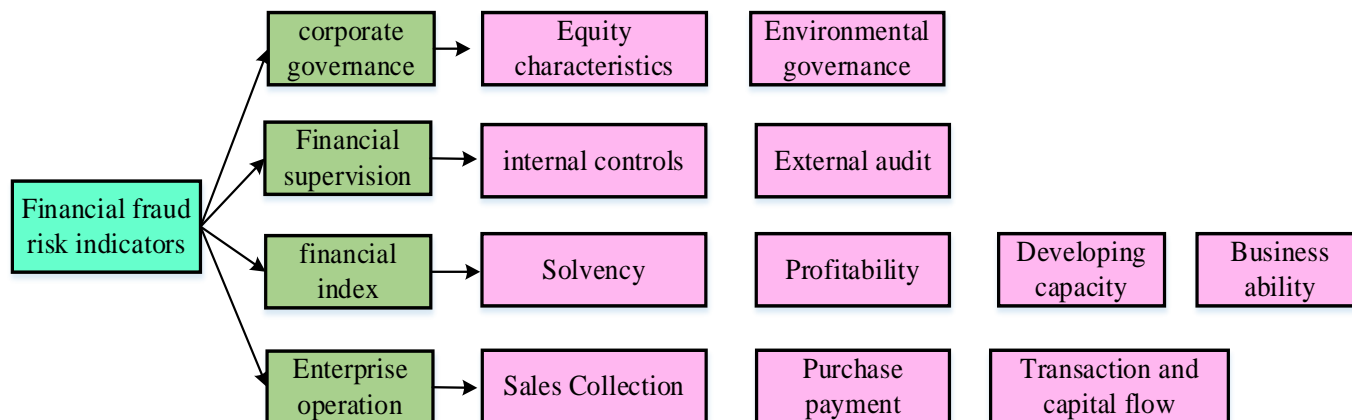 corporate
governance
Equity
characteristics
Environmental
governance
Financial
supervision
internal controls
External audit
Financial fraud
risk indicators
financial
index
Solvency
Profitability
Developing
capacity
Business
ability
Enterprise
operation
Sales Collection
Purchase
payment
Transaction and
capital flow